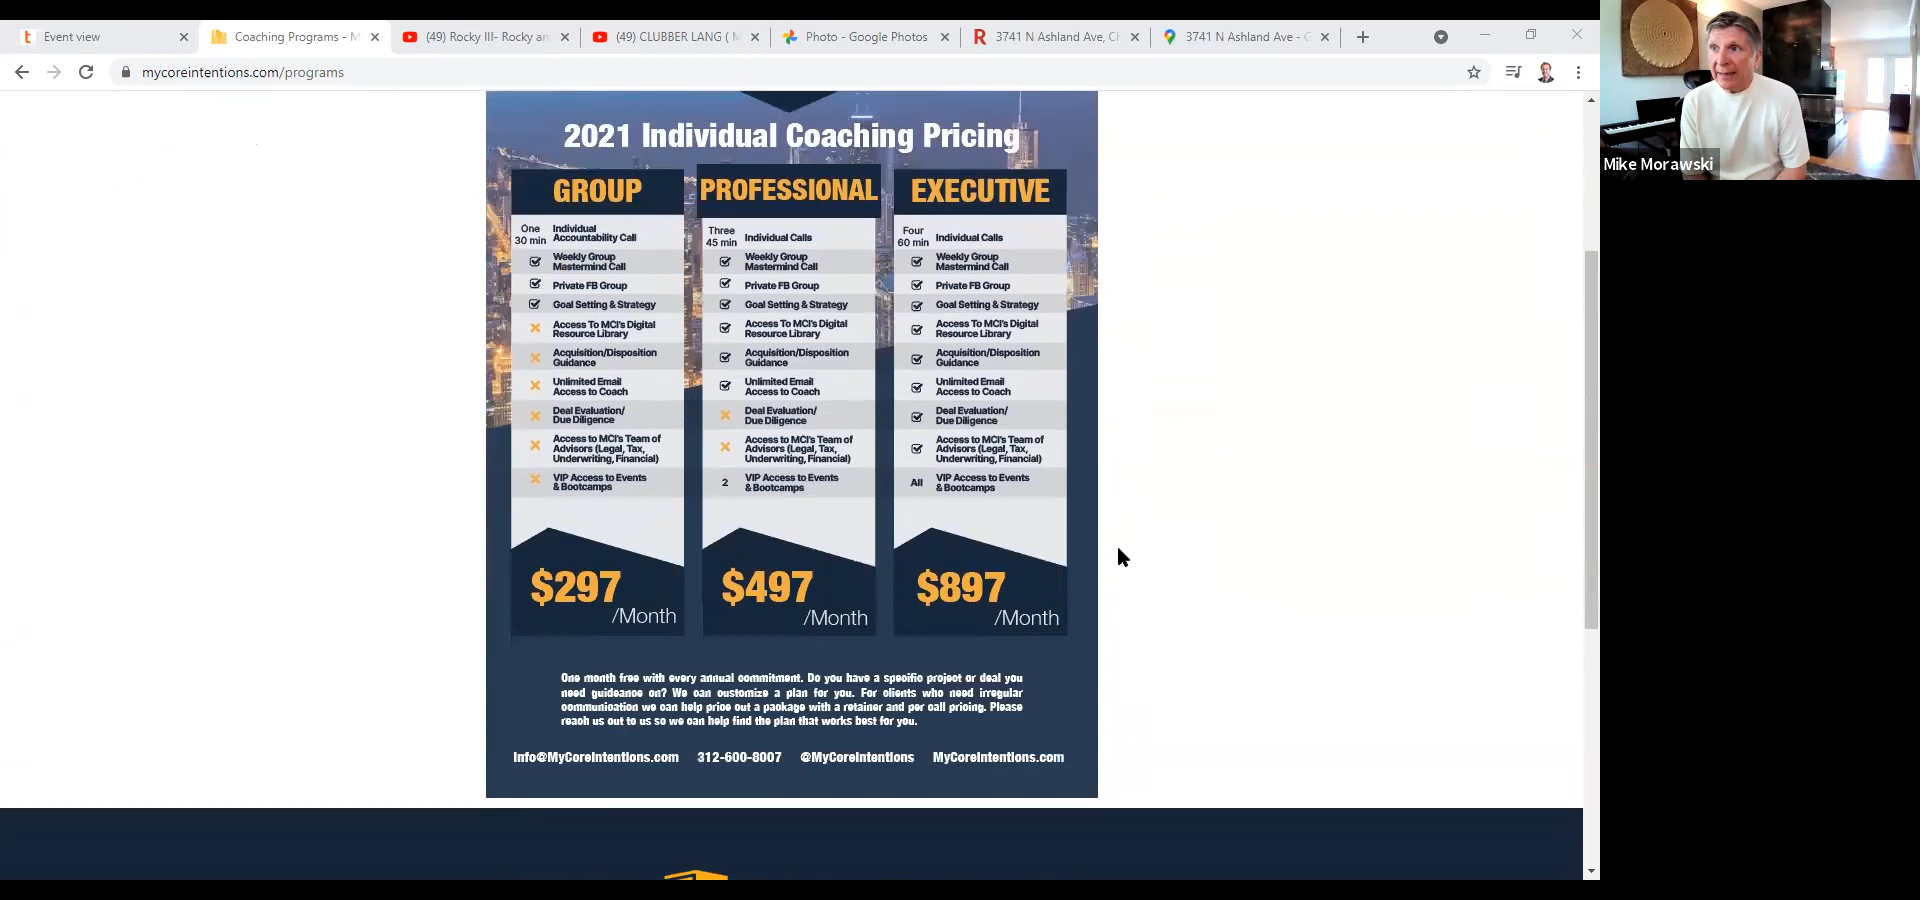 Event view
Coaching Programs - M
(49) Rocky III- Rocky an
(49) CLUBBER LANG ( M
Photo - Google Photos
3741 N Ashland Ave, Ch
3741 N Ashland Ave - G
mycoreintentions.com/programs
Mike Morawski
2021 Individual Coaching Pricing
GROUP
One
30 min
Individual
Accountability Call
Weekly Group
Mastermind Call
Private FB Group
Goal Setting & Strategy
Access To MCI's Digital
Resource Library
Acquisition/Disposition
Guidance
Unlimited Email
Access to Coach
Deal Evaluation/
Due Diligence
Access to MCI's Team of
Advisors (Legal, Tax,
Underwriting, Financial)
VIP Access to Events
& Bootcamps
$297
/Month
PROFESSIONAL
Three
45 min
Individual Calls
Weekly Group
Mastermind Call
Private FB Group
Goal Setting & Strategy
Access To MCI's Digital
Resource Library
Acquisition/Disposition
Guidance
Unlimited Email
Access to Coach
Deal Evaluation/
Due Diligence
Access to MCI's Team of
Advisors (Legal, Tax,
Underwriting, Financial)
2
VIP Access to Events
& Bootcamps
$497
/Month
EXECUTIVE
Four
60 min
Individual Calls
Weekly Group
Mastermind Call
Private FB Group
Goal Setting & Strategy
Access To MCI's Digital
Resource Library
Acquisition/Disposition
Guidance
Unlimited Email
Access to Coach
Deal Evaluation/
Due Diligence
Access to MCI's Team of
Advisors (Legal, Tax,
Underwriting, Financial)
All
VIP Access to Events
& Bootcamps
$897
/Month
One month free with every annual commitment. Do you have a specific project or deal you
need guideance on? We can customize a plan for you. For clients who need irregular
communication we can help price out a package with a retainer and per call pricing. Please
reach us out to us so we can help find the plan that works best for you.
Info@MyCoreIntentions.com 312-600-8007 @MyCoreIntentions MyCoreIntentions.com